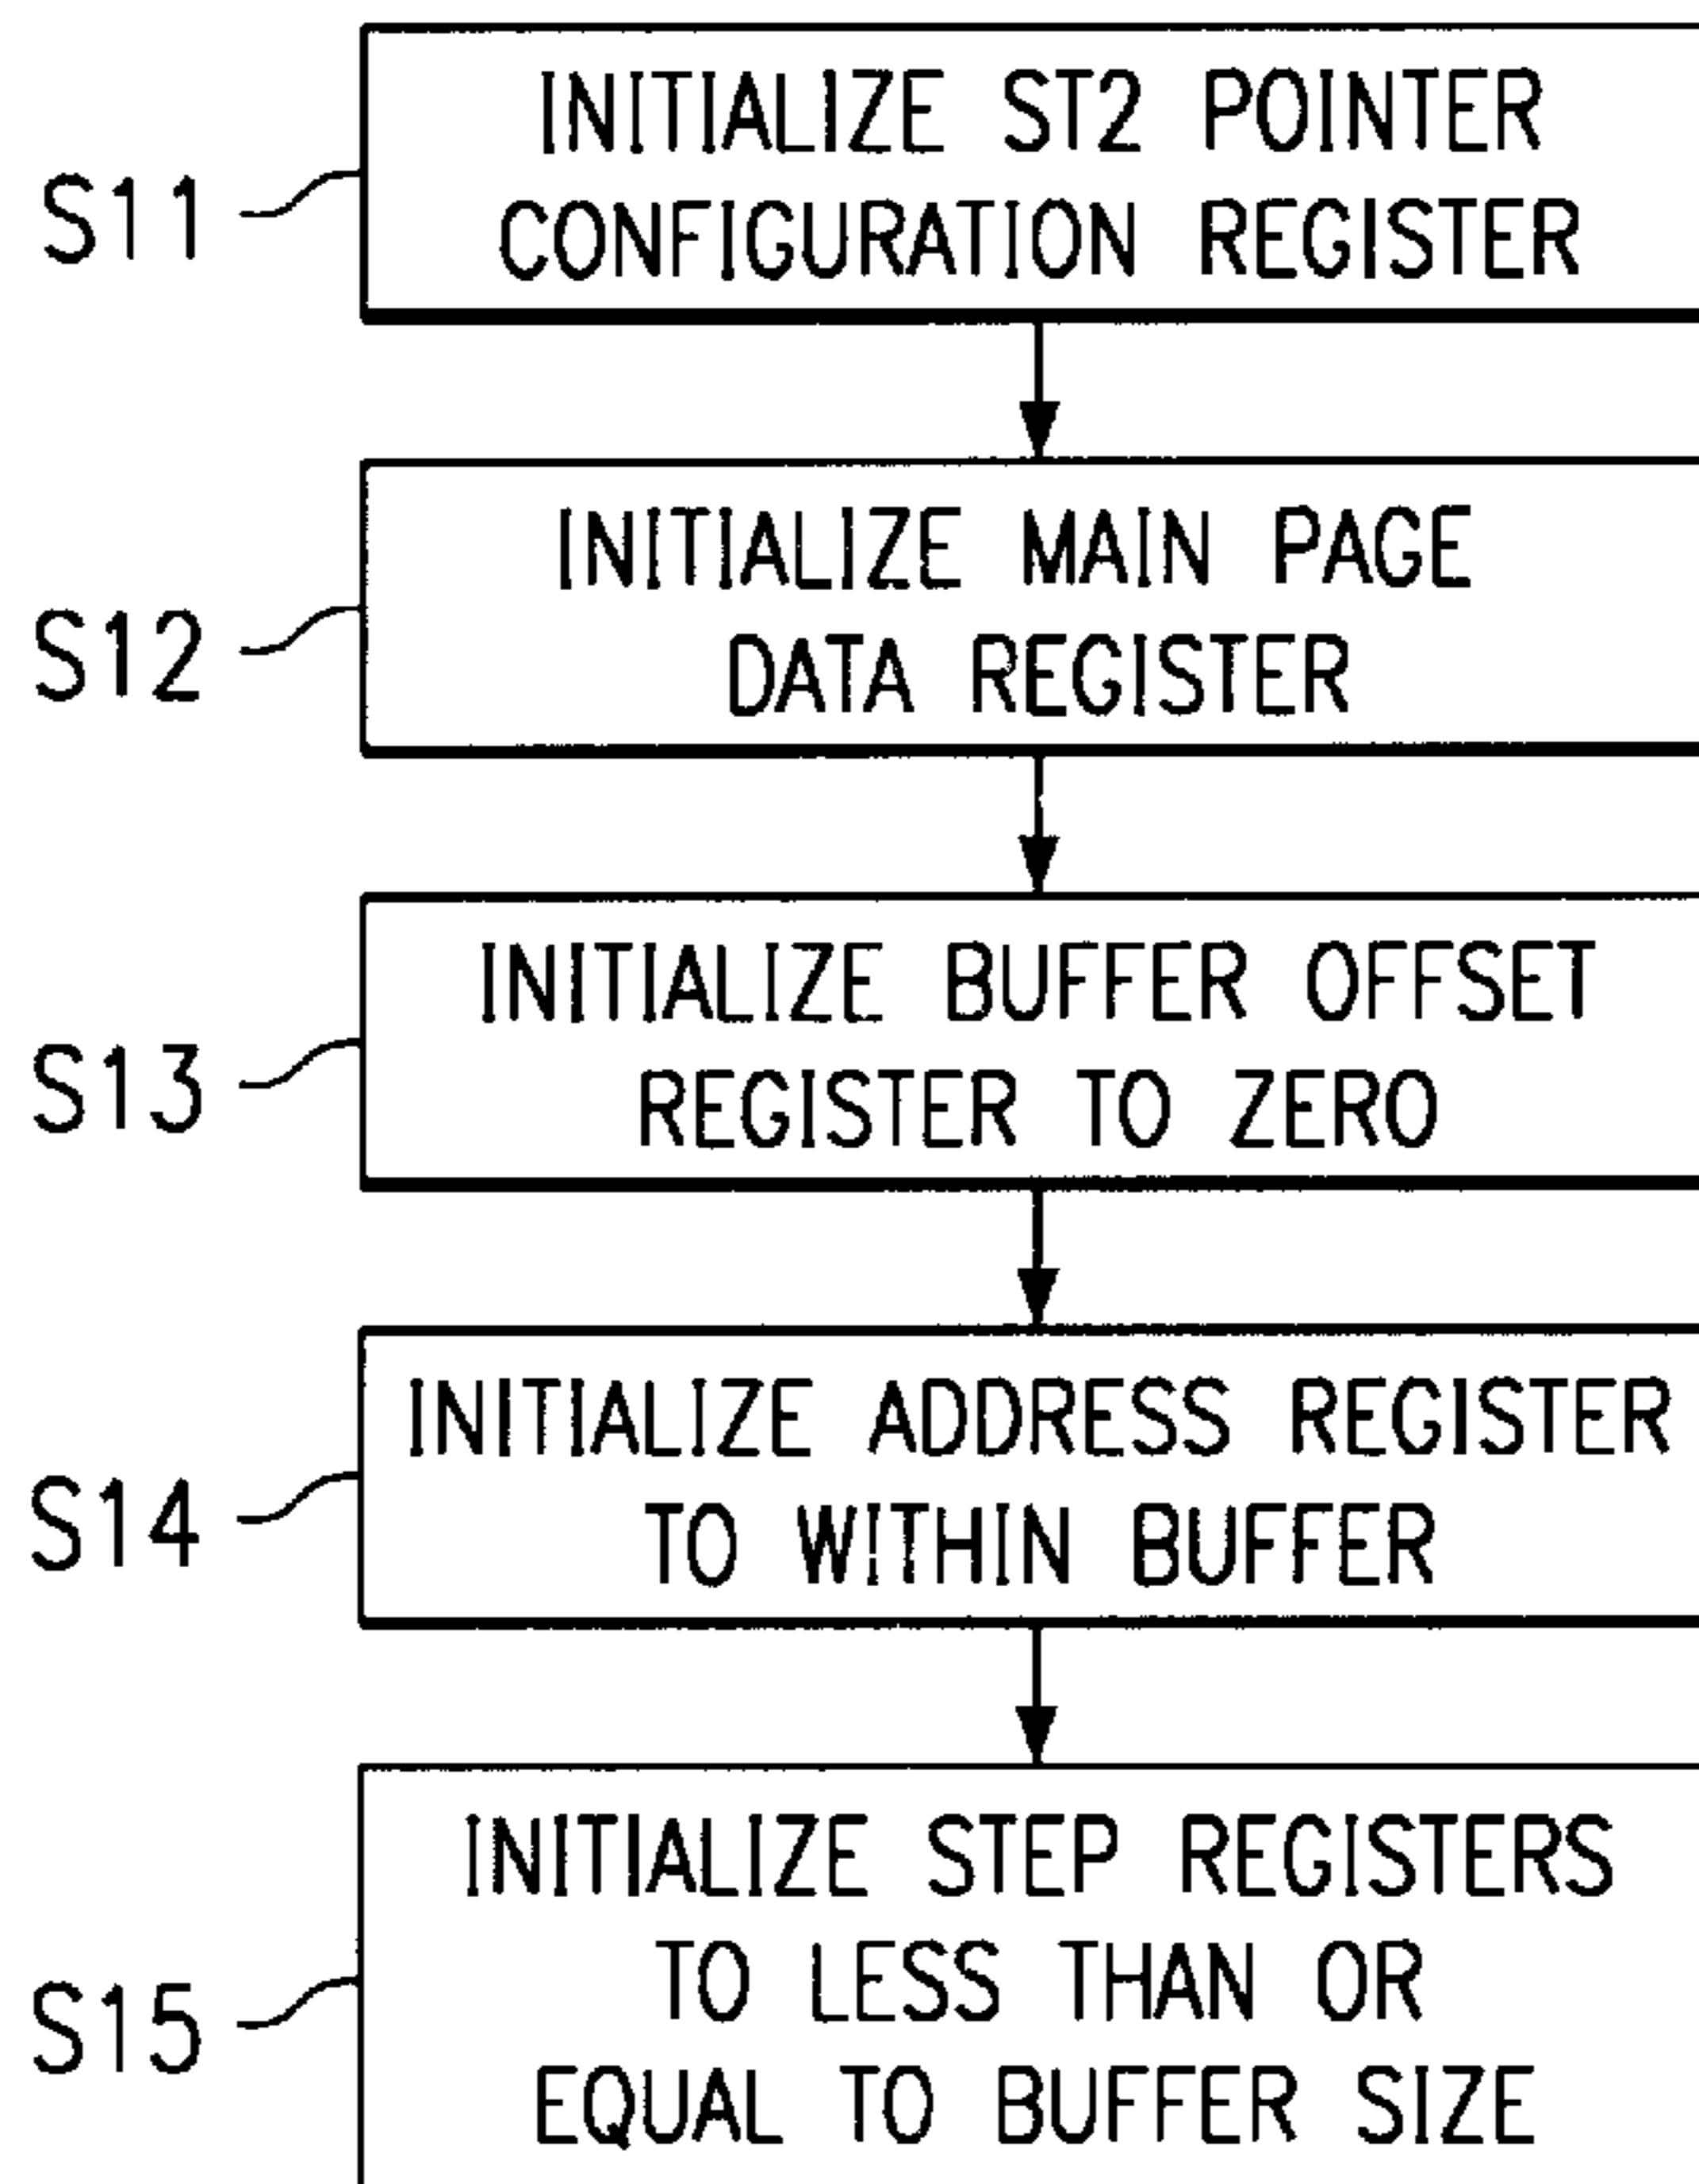 INITIALIZE ST2 POINTER
S11
CONFIGURATION REGISTER
INITIALIZE MAIN PAGE
S12
DATA REGISTER
INITIALIZE BUFFER OFFSET
S13
REGISTER TO ZERO
INITIALIZE ADDRESS REGISTER
S14
TO WITHIN BUFFER
INITIALIZE STEP REGISTERS
S15
TO LESS THAN OR
EQUAL TO BUFFER SIZE